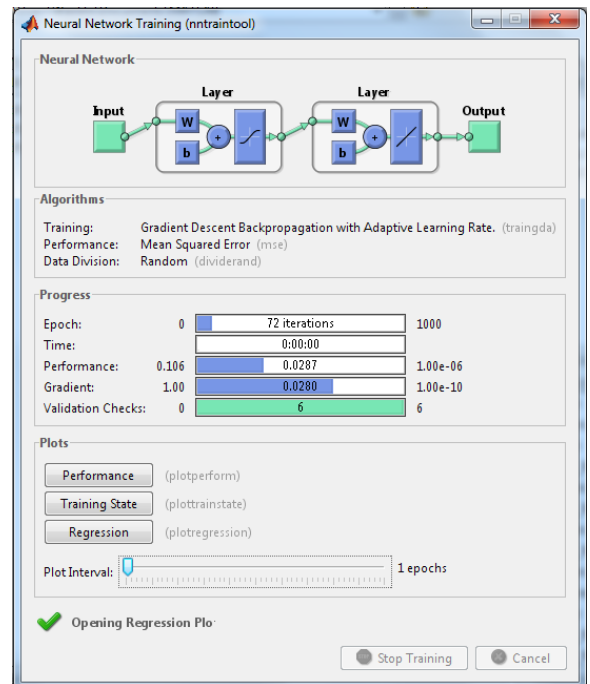 Neural Network Training (nntraintool)
Neural Network
Layer Layer
Input Output
W W
+ +
b b
Algorithms
Training: Gradient Descent Backpropagation with Adaptive Learning Rate. (traingda)
Performance: Mean Squared Error (mse)
Data Division: Random (dividerand)
Progress
Epoch: 0 72 iterations 1000
Time: 0:00:00
Performance: 0.106 0.0287 1.00e-06
Gradient: 1.00 0.0280 1.00e-10
Validation Checks: 0 6 6
Plots
Performance (plotperform)
Training State (plottrainstate)
Regression (plotregression)
Plot Interval: 1 epochs
Opening Regression Plo
Stop Training Cancel